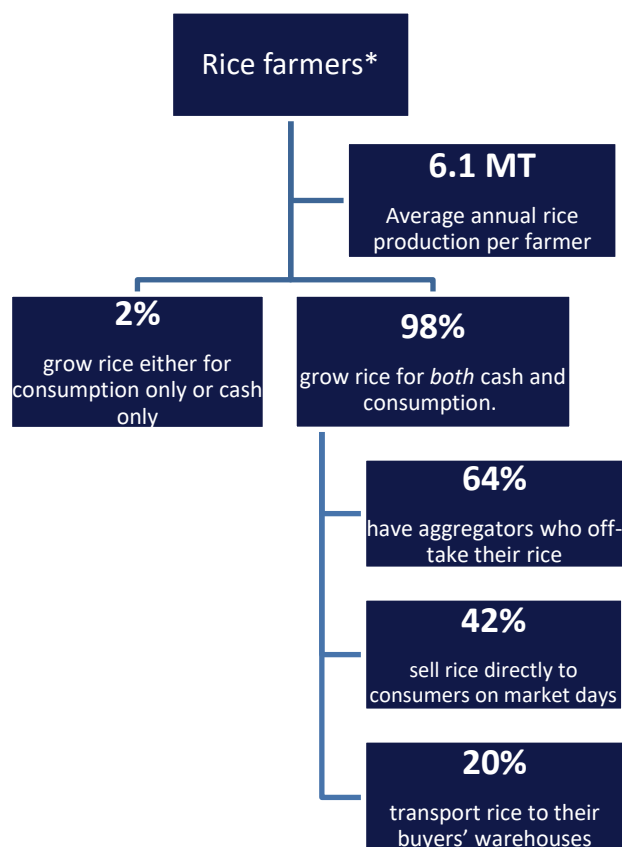 Rice farmers*
6.1 MT
Average annual rice
production per farmer
2%
grow rice either for
consumption only or cash
only
98%
grow rice for both cash and
consumption.
64%
have aggregators who off-
take their rice
42%
sell rice directly to
consumers on market days
20%
transport rice to their
buyers' warehouses